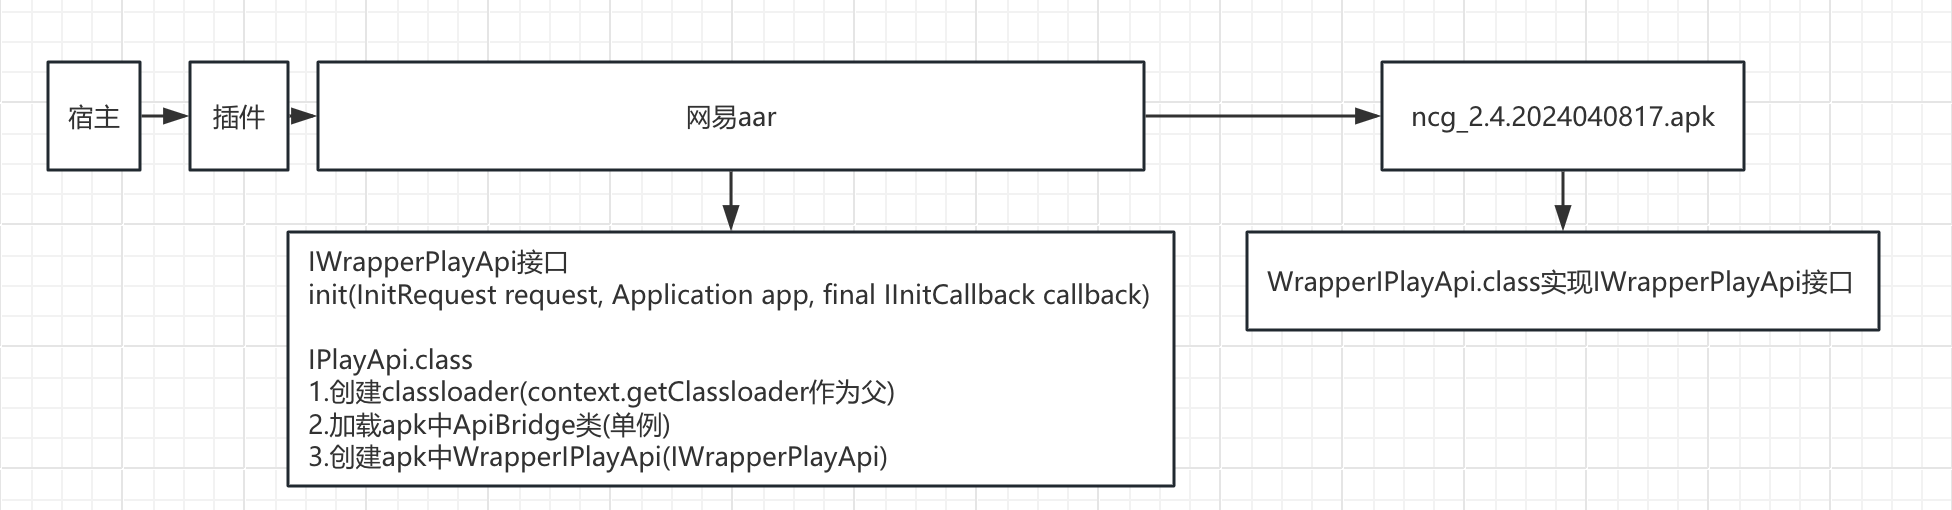 宿主
插件
网易aar
ncg_2.4.2024040817.apk
IWrapperPlayApi接口
init(InitRequest request, Application app, final IInitCallback callback)
IPlayApi.class
1.创建classloader(context.getClassloader作为父)
2.加载apk中ApiBridge类(单例)
3.创建apk中WrapperIPlayApi(IWrapperPlayApi)
WrapperIPlayApi.class实现IWrapperPlayApi接口